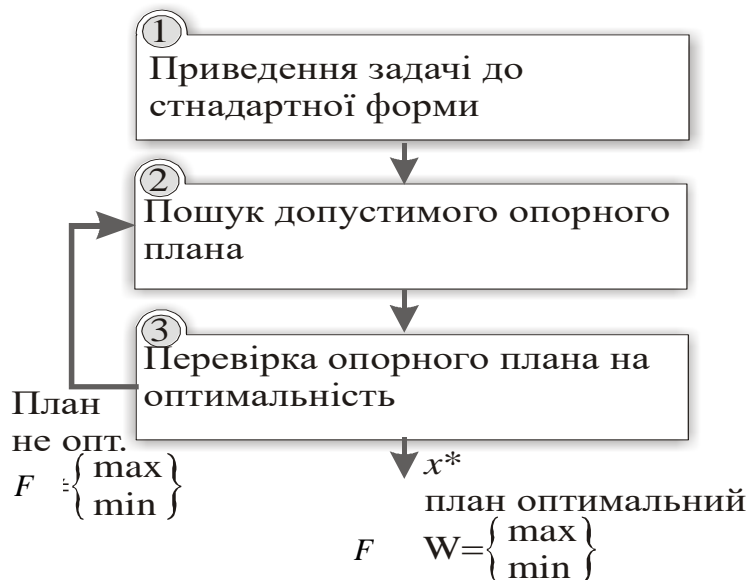 1
Приведення задачі до
стнадартної форми
2
Пошук допустимого опорного
плана
3
Перевірка опорного плана на
оптимальність
План
не опт.
F ≠{max
min}
x*
план оптимальний
F W={max
min}